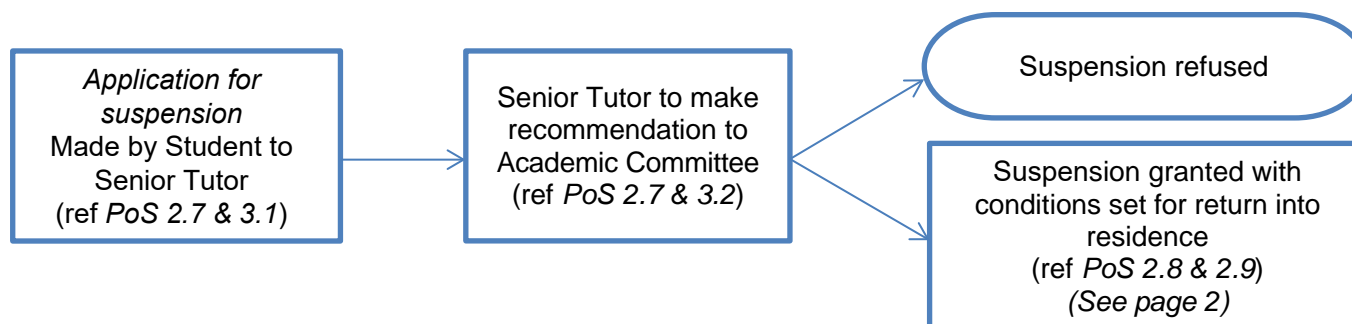 Application for
suspension
Made by Student to
Senior Tutor
(ref PoS 2.7 & 3.1)
Senior Tutor to make
recommendation to
Academic Committee
(ref PoS 2.7 & 3.2)
Suspension refused
Suspension granted with
conditions set for return into
residence
(ref PoS 2.8 & 2.9)
(See page 2)